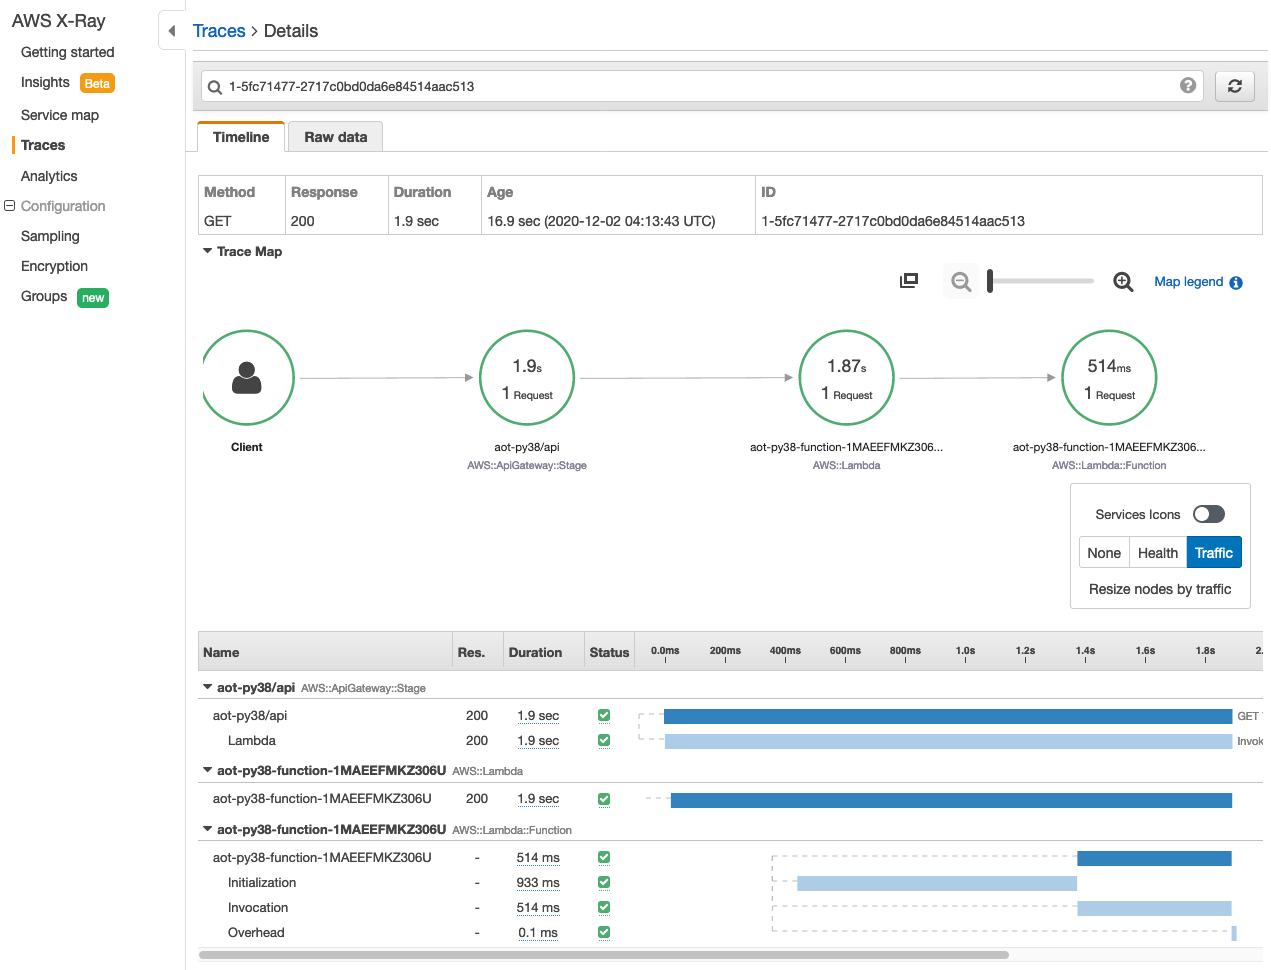 AWS X-Ray
Getting started
Insights Beta
Service map
Traces
Analytics
Configuration
Sampling
Encryption
Groups new
Traces > Details
1-5fc71477-2717c0bd0da6e84514aac513
Timeline Raw data
Method Response Duration Age ID
GET 200 1.9 sec 16.9 sec (2020-12-02 04:13:43 UTC) 1-5fc71477-2717c0bd0da6e84514aac513
Trace Map
Map legend
1.9s 1.87s 514ms
1 Request 1 Request 1 Request
Client aot-py38/api aot-py38-function-1MAEEFMKZ306... aot-py38-function-1MAEEFMKZ306...
AWS::ApiGateway::Stage AWS::Lambda AWS::Lambda::Function
Services Icons
None Health Traffic
Resize nodes by traffic
Name Res. Duration Status 0.0ms 200ms 400ms 600ms 800ms 1.0s 1.2s 1.4s 1.6s 1.8s 2.
aot-py38/api AWS::ApiGateway::Stage
aot-py38/api 200 1.9 sec GET
Lambda 200 1.9 sec Invok
aot-py38-function-1MAEEFMKZ306U AWS::Lambda
aot-py38-function-1MAEEFMKZ306U 200 1.9 sec
aot-py38-function-1MAEEFMKZ306U AWS::Lambda::Function
aot-py38-function-1MAEEFMKZ306U - 514 ms
Initialization - 933 ms
Invocation - 514 ms
Overhead - 0.1 ms